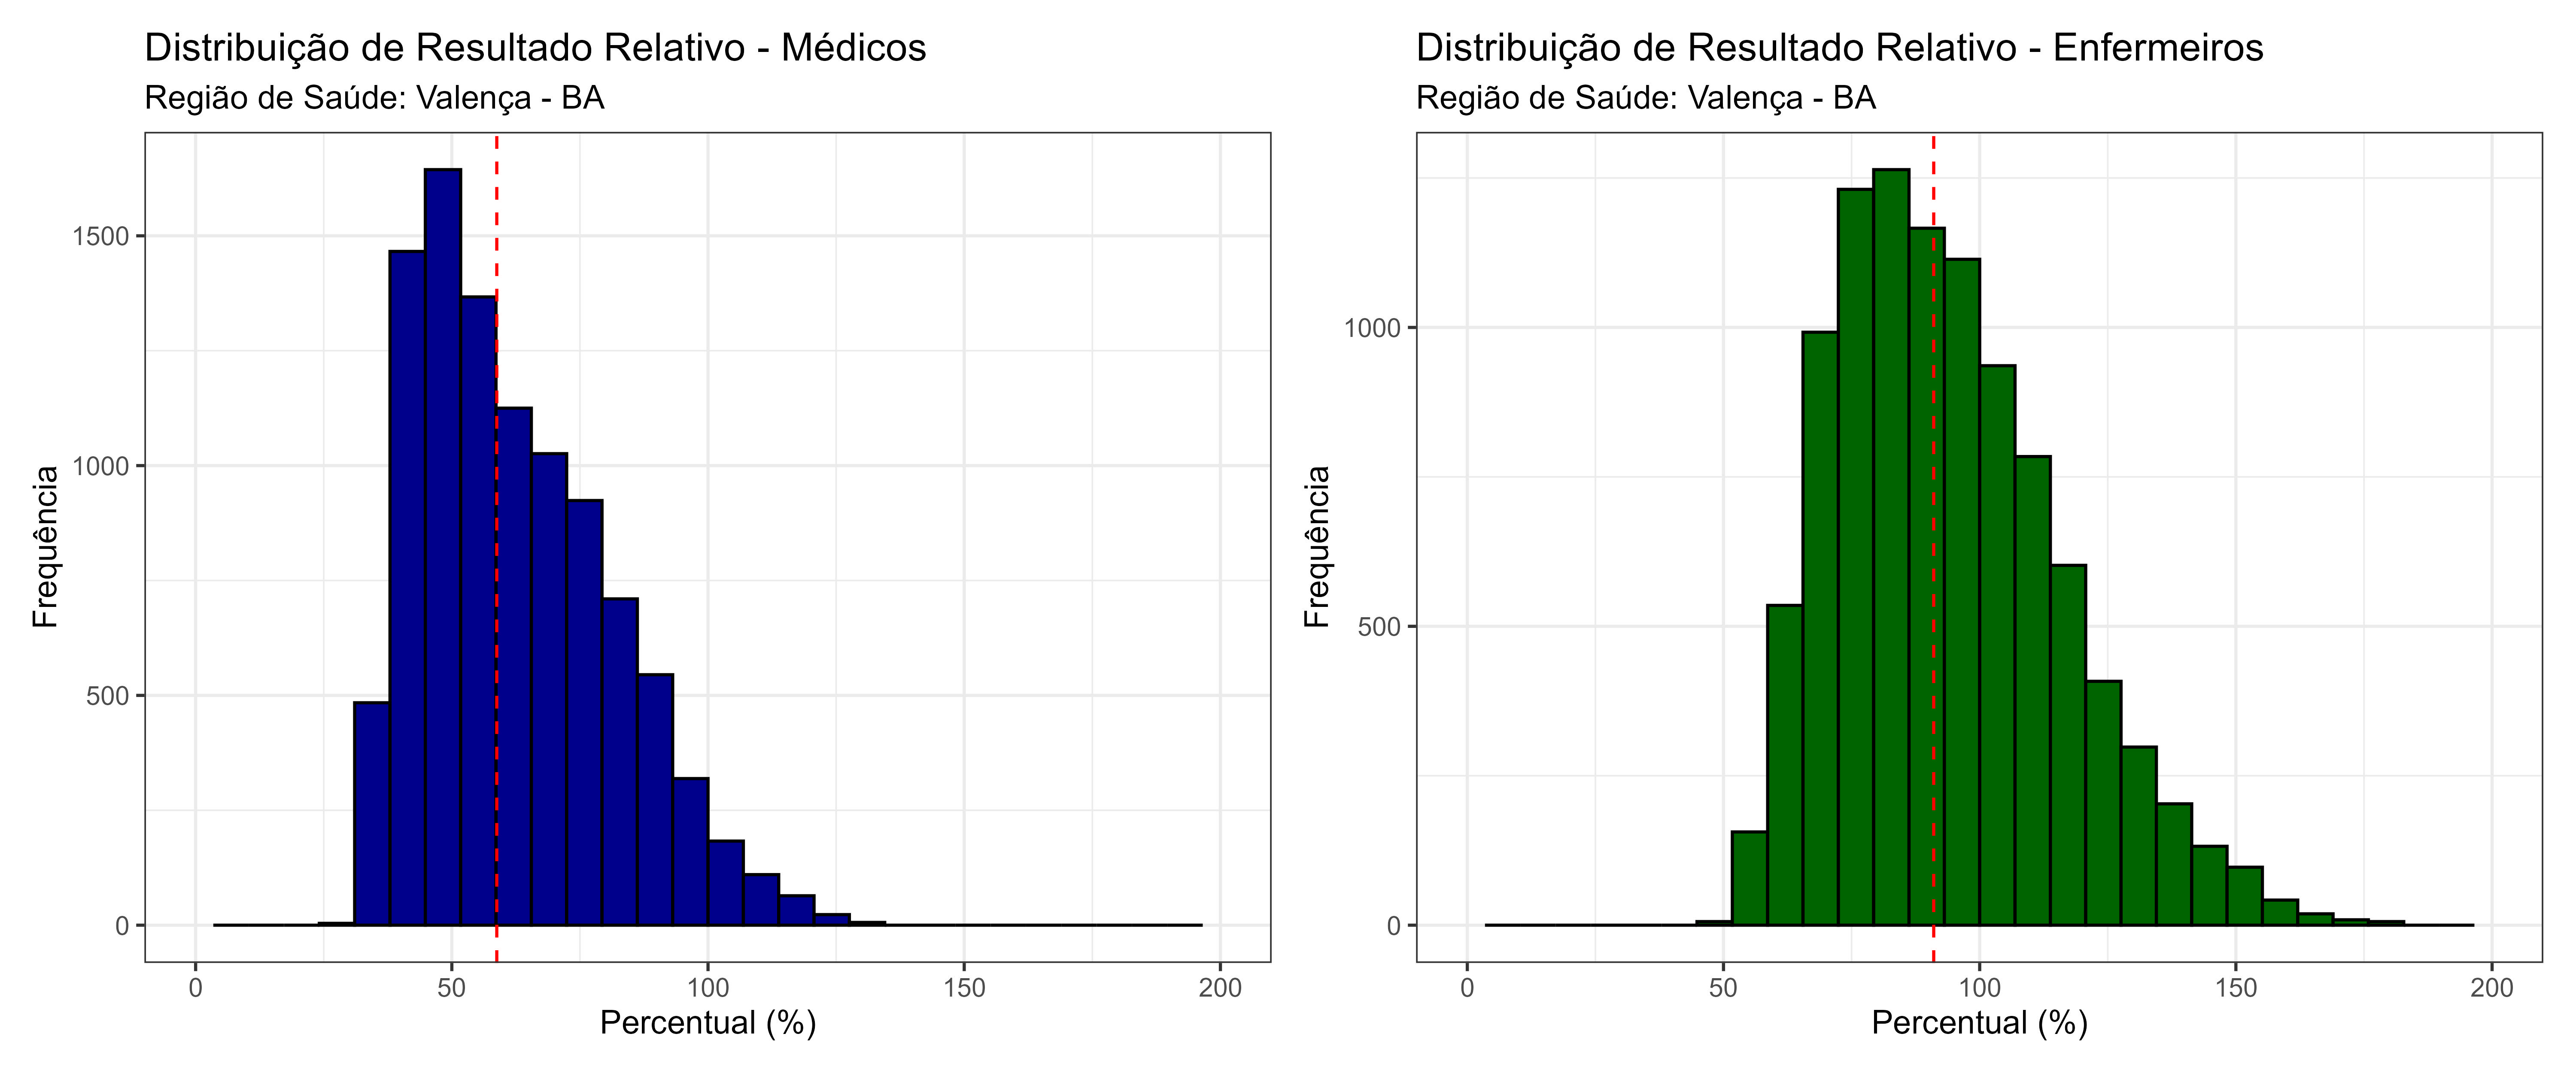 Distribuição de Resultado Relativo - Médicos
Região de Saúde: Valença - BA
Frequência
1500
1000
500
0
0 50 100 150 200
Percentual (%)
Distribuição de Resultado Relativo - Enfermeiros
Região de Saúde: Valença - BA
Frequência
1000
500
0
0 50 100 150 200
Percentual (%)